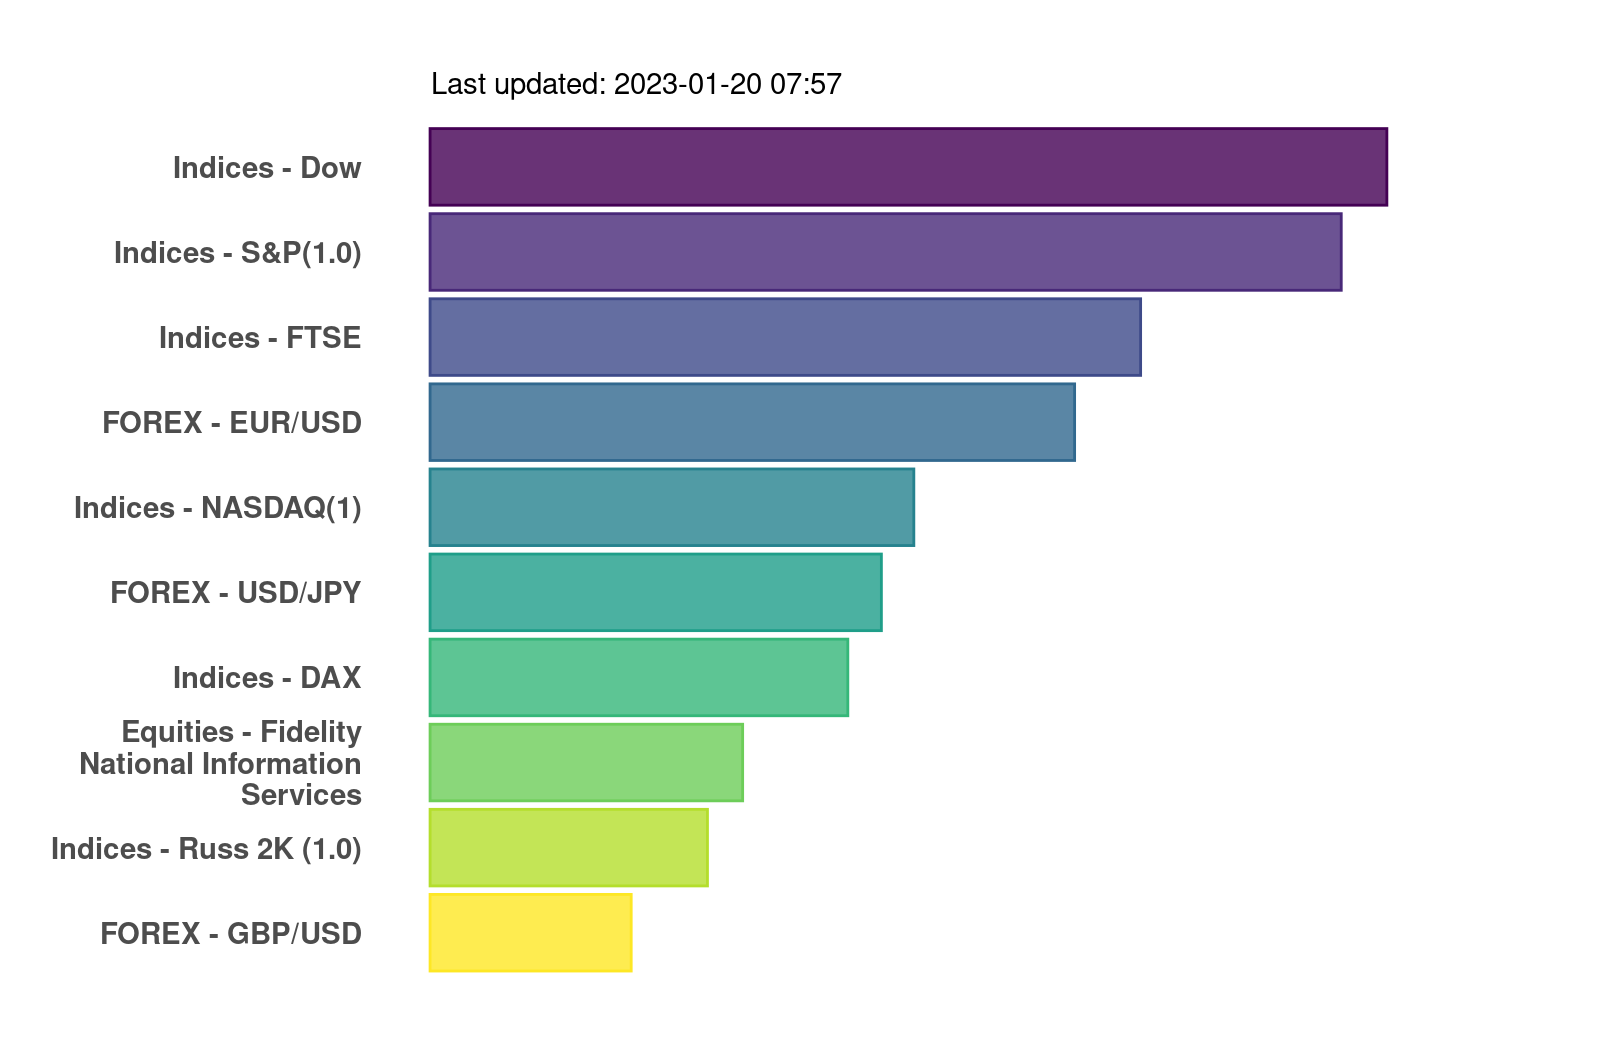 Last updated: 2023-01-20 07:57
Indices - Dow
Indices - S&P(1.0)
Indices - FTSE
FOREX - EUR/USD
Indices - NASDAQ(1)
FOREX - USD/JPY
Indices - DAX
Equities - Fidelity
National Information
Services
Indices - Russ 2K (1.0)
FOREX - GBP/USD